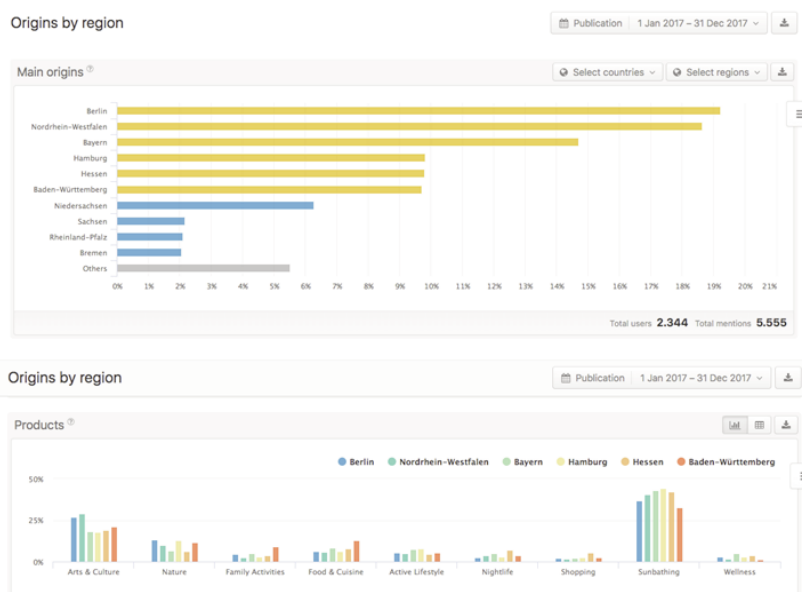 Origins by region
Publication 1 Jan 2017 – 31 Dec 2017
Main origins
Select countries Select regions
Berlin
Nordrhein-Westfalen
Bayern
Hamburg
Hessen
Baden-Württemberg
Niedersachsen
Sachsen
Rheinland-Pfalz
Bremen
Others
0% 1% 2% 3% 4% 5% 6% 7% 8% 9% 10% 11% 12% 13% 14% 15% 16% 17% 18% 19% 20% 21%
Total users 2.344 Total mentions 5.555
Origins by region
Publication 1 Jan 2017 – 31 Dec 2017
Products
Berlin Nordrhein-Westfalen Bayern Hamburg Hessen Baden-Württemberg
50%
25%
0%
Arts & Culture Nature Family Activities Food & Cuisine Active Lifestyle Nightlife Shopping Sunbathing Wellness